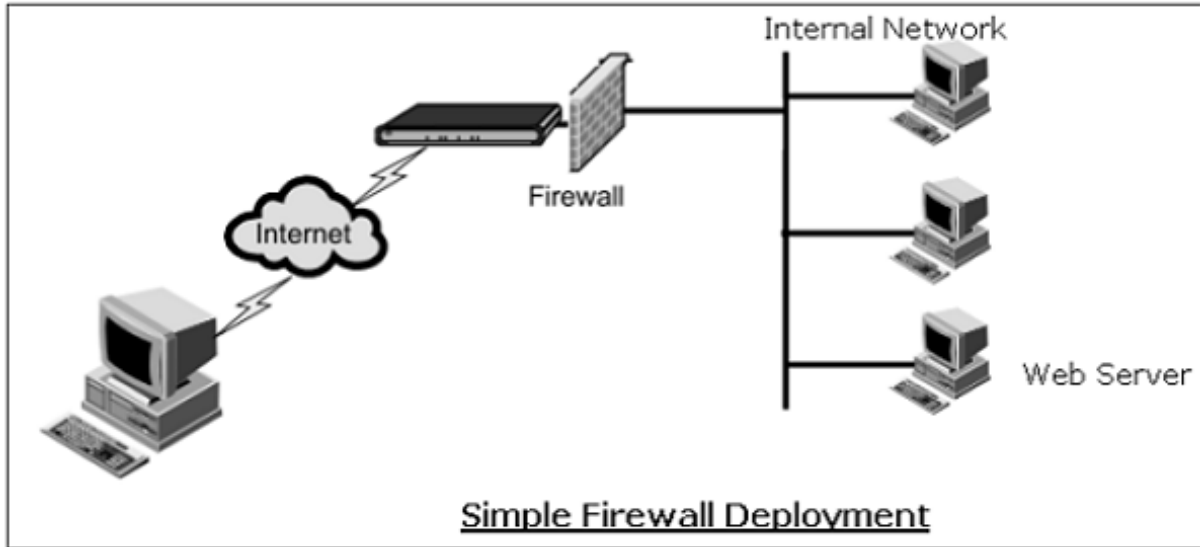 Internal Network
Firewall
Internet
Web Server
Simple Firewall Deployment